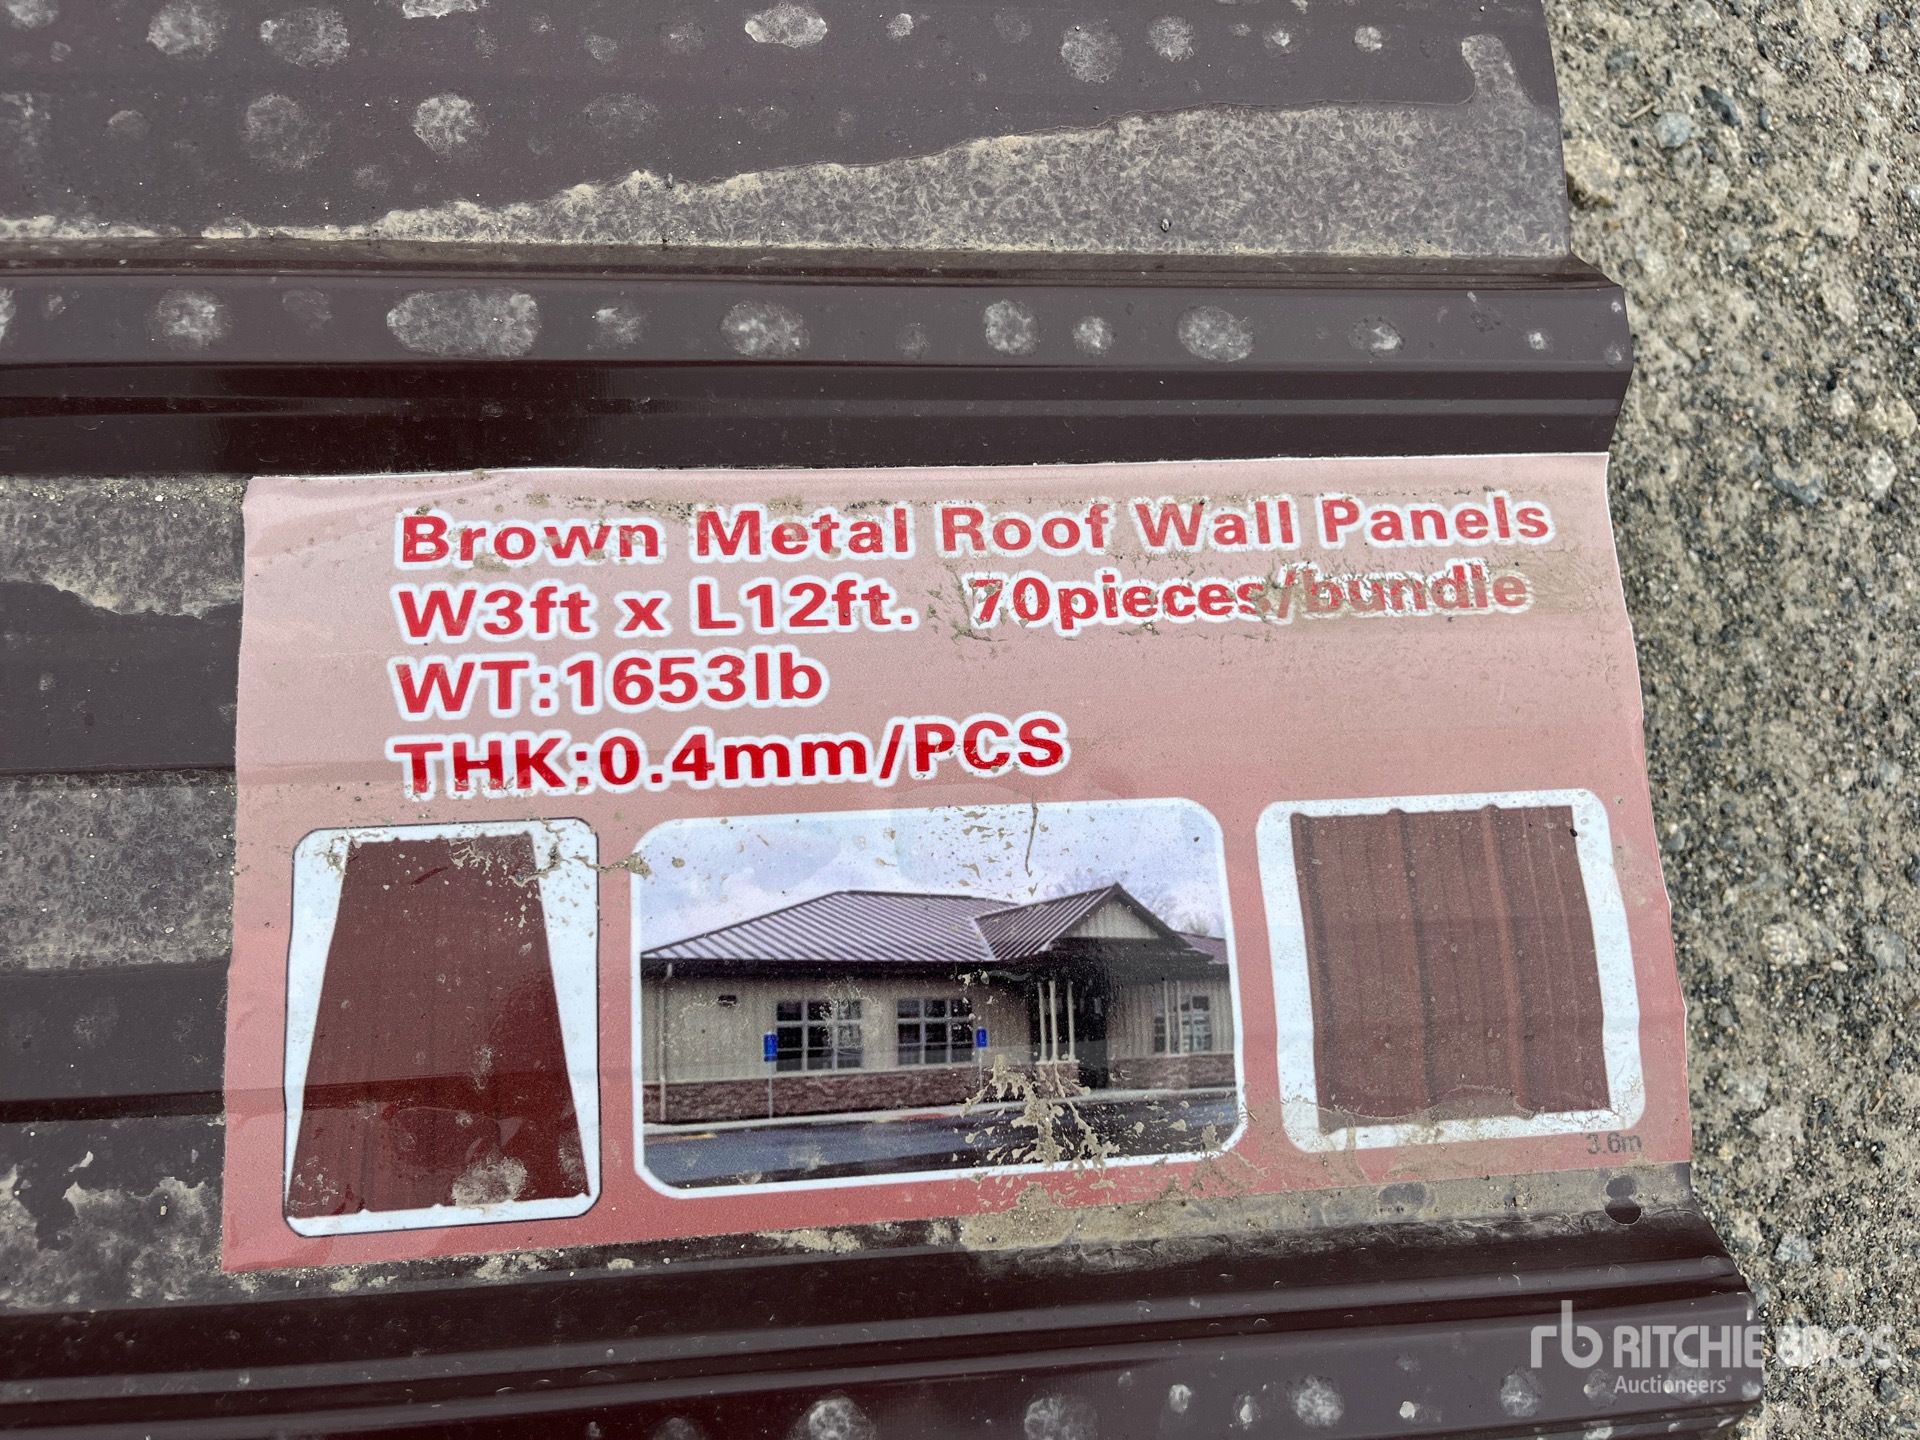 Brown Metal Roof Wall Panels
W3ft x L12ft. 70pieces/bundle
WT:1653lb
THK:0.4mm/PCS
3.6m
rb RITCHIE BROS
Auctioneers